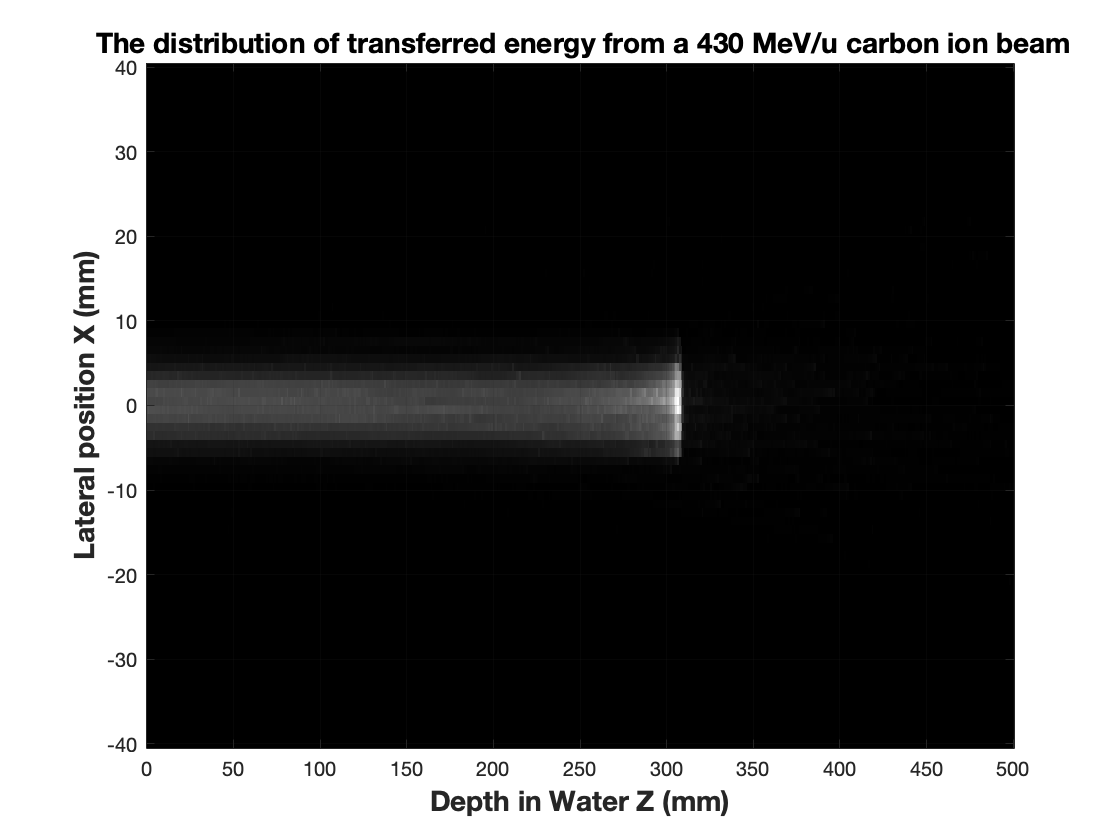 The distribution of transferred energy from a 430 MeV/u carbon ion beam
40
30
20
10
0
-10
-20
-30
-40
Lateral position X (mm)
0 50 100 150 200 250 300 350 400 450 500
Depth in Water Z (mm)